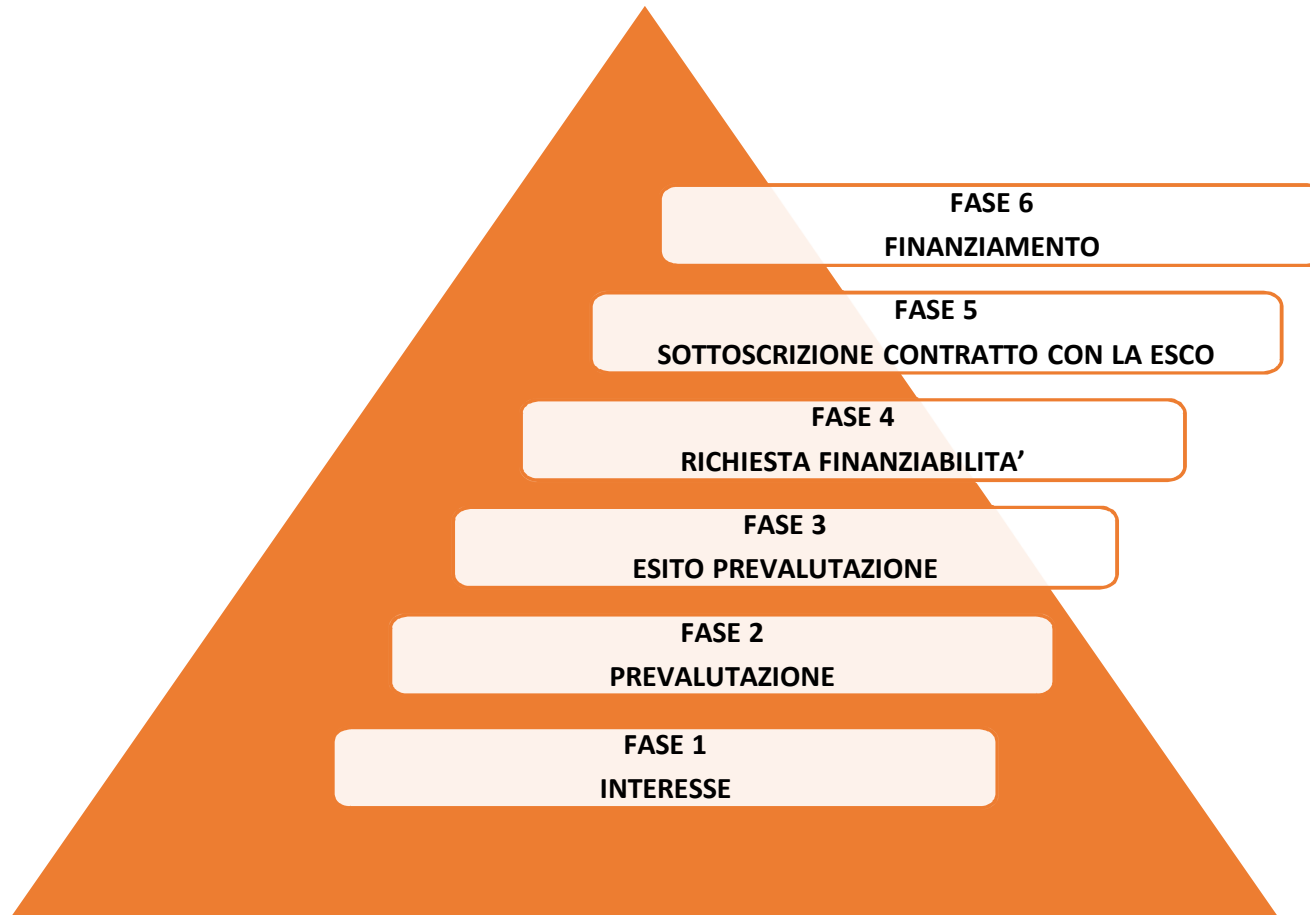 FASE 6
FINANZIAMENTO
FASE 5
SOTTOSCRIZIONE CONTRATTO CON LA ESCO
FASE 4
RICHIESTA FINANZIABILITA’
FASE 3
ESITO PREVALUTAZIONE
FASE 2
PREVALUTAZIONE
FASE 1
INTERESSE